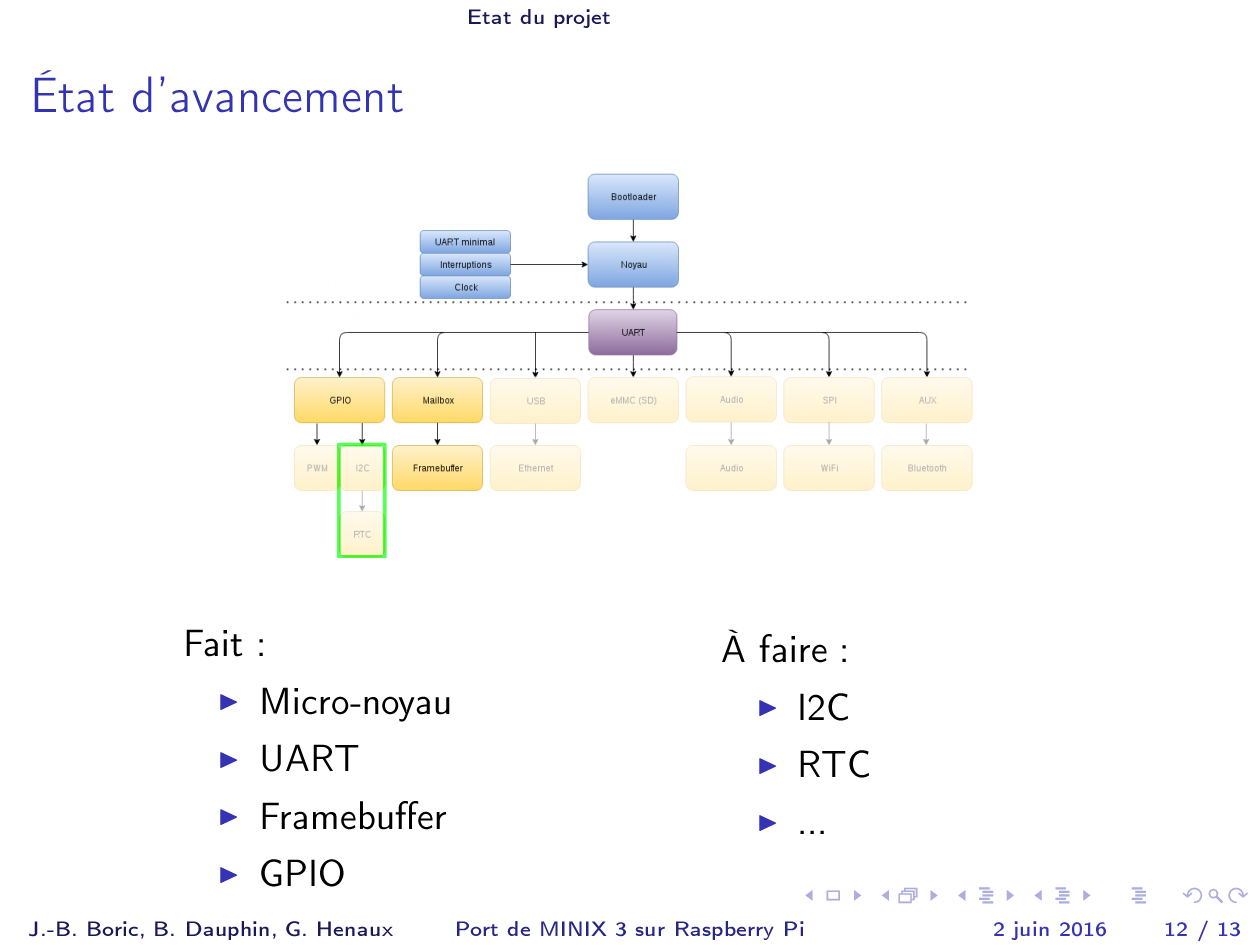 Etat du projet
État d'avancement
Bootloader
UART minimal
Interruptions
Noyau
Clock
UART
GPIO
Mailbox
USB
eMMC (SD)
Audio
SPI
AUX
PWM
I2C
Framebuffer
Ethernet
Audio
WiFi
Bluetooth
RTC
Fait :
Micro-noyau
UART
Framebuffer
GPIO
À faire :
I2C
RTC
...
J.-B. Boric, B. Dauphin, G. Henaux
Port de MINIX 3 sur Raspberry Pi
2 juin 2016
12 / 13